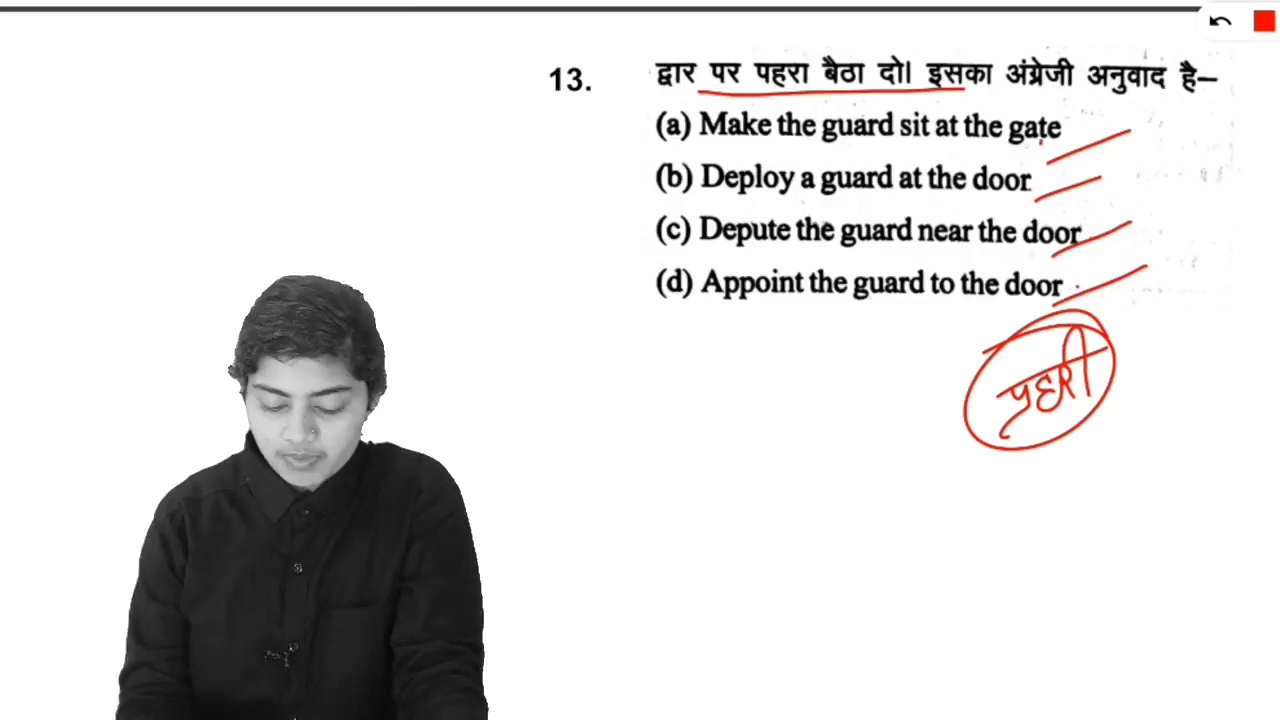 13. द्वार पर पहरा बैठा दो। इसका अंग्रेजी अनुवाद है–
(a) Make the guard sit at the gate
(b) Deploy a guard at the door
(c) Depute the guard near the door
(d) Appoint the guard to the door
प्रहरी